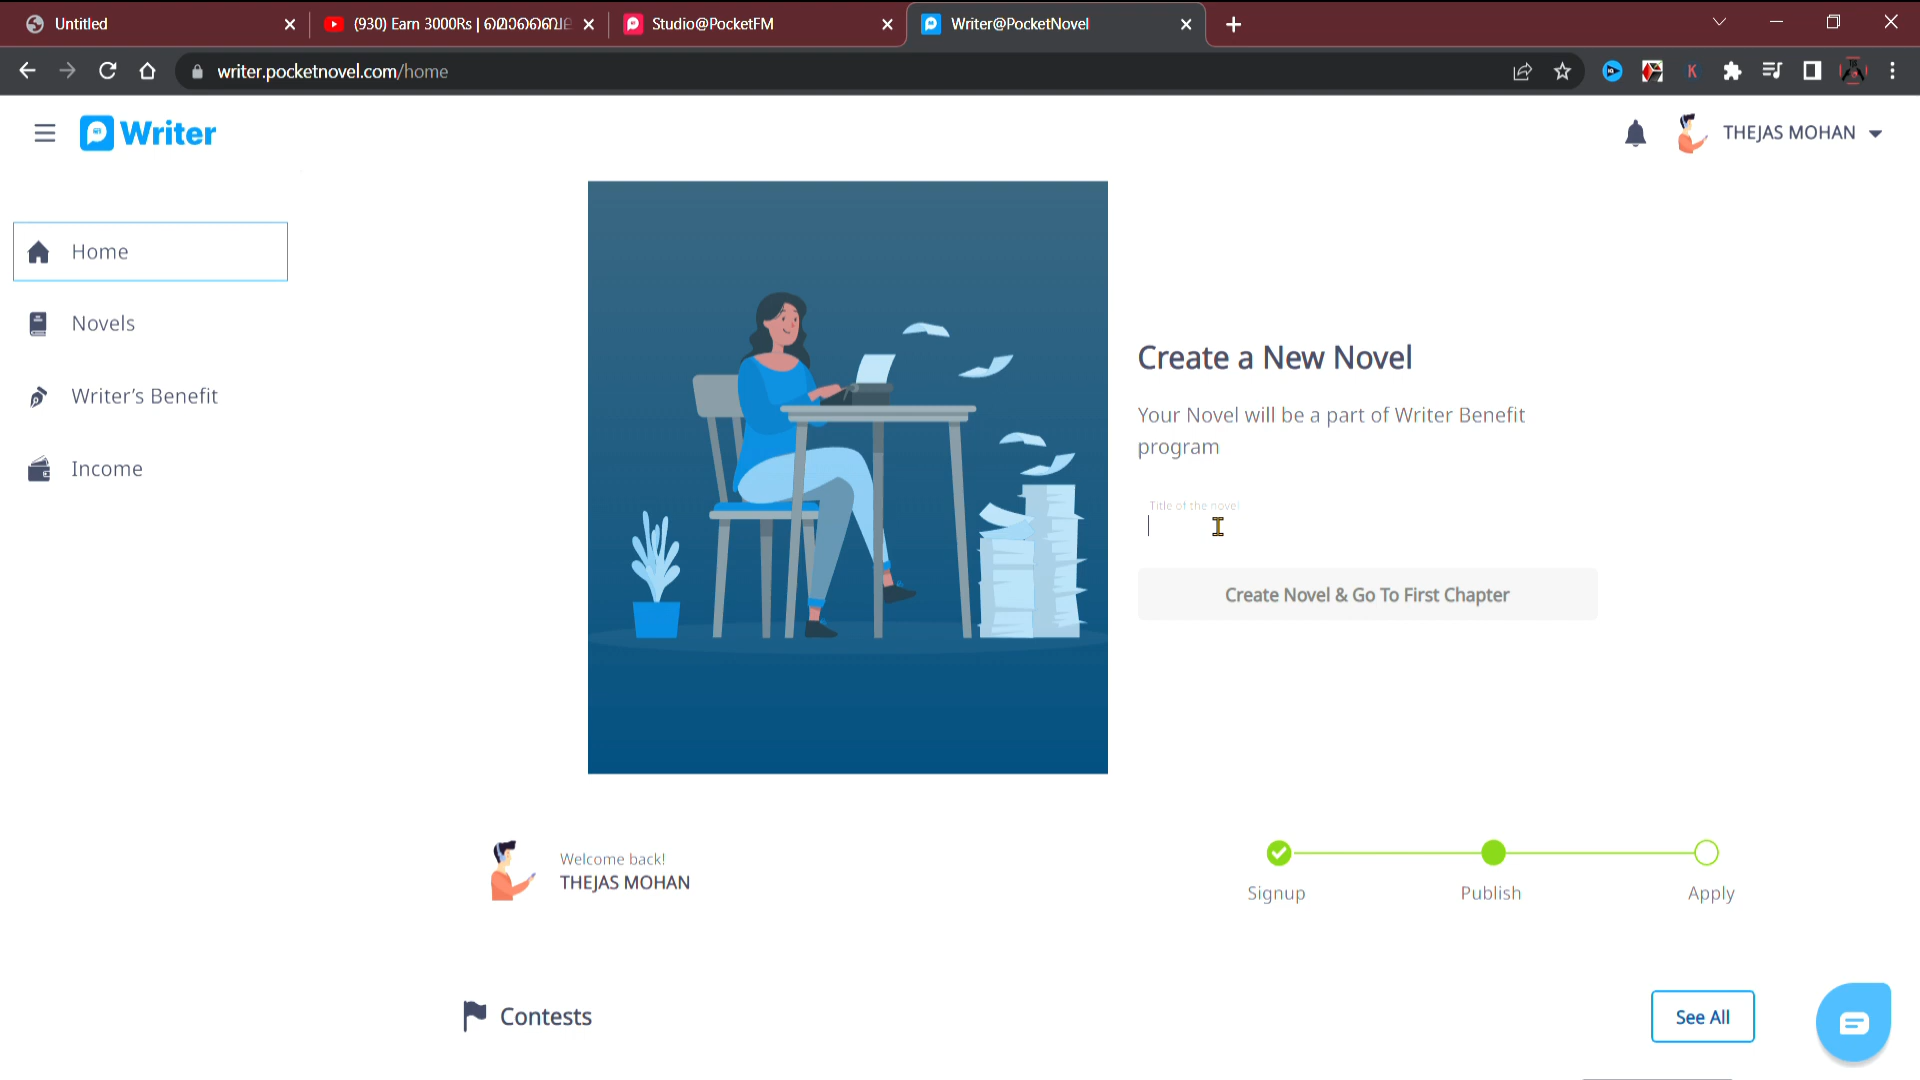 Untitled
(930) Earn 3000Rs |
Studio@PocketFM
Writer@PocketNovel
writer.pocketnovel.com/home
K
Writer
THEJAS MOHAN
Home
Novels
Writer's Benefit
Income
Create a New Novel
Your Novel will be a part of Writer Benefit
program
Title of the novel
Create Novel & Go To First Chapter
Welcome back!
THEJAS MOHAN
Signup
Publish
Apply
Contests
See All